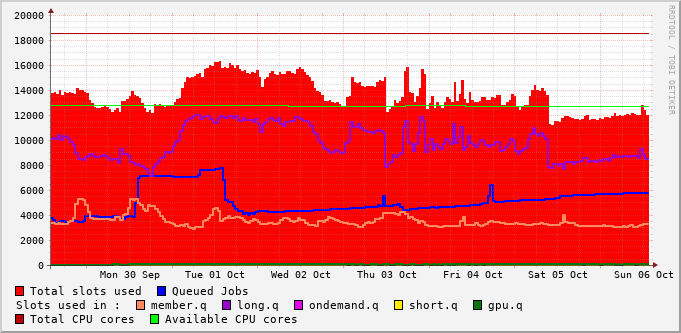 20000
18000
16000
14000
12000
10000
8000
6000
4000
2000
0
Mon 30 Sep Tue 01 Oct Wed 02 Oct Thu 03 Oct Fri 04 Oct Sat 05 Oct Sun 06 Oct
Total slots used Queued Jobs
Slots used in : member.q long.q ondemand.q short.q gpu.q
Total CPU cores Available CPU cores
RRDTOOL / TOBI OETIKER